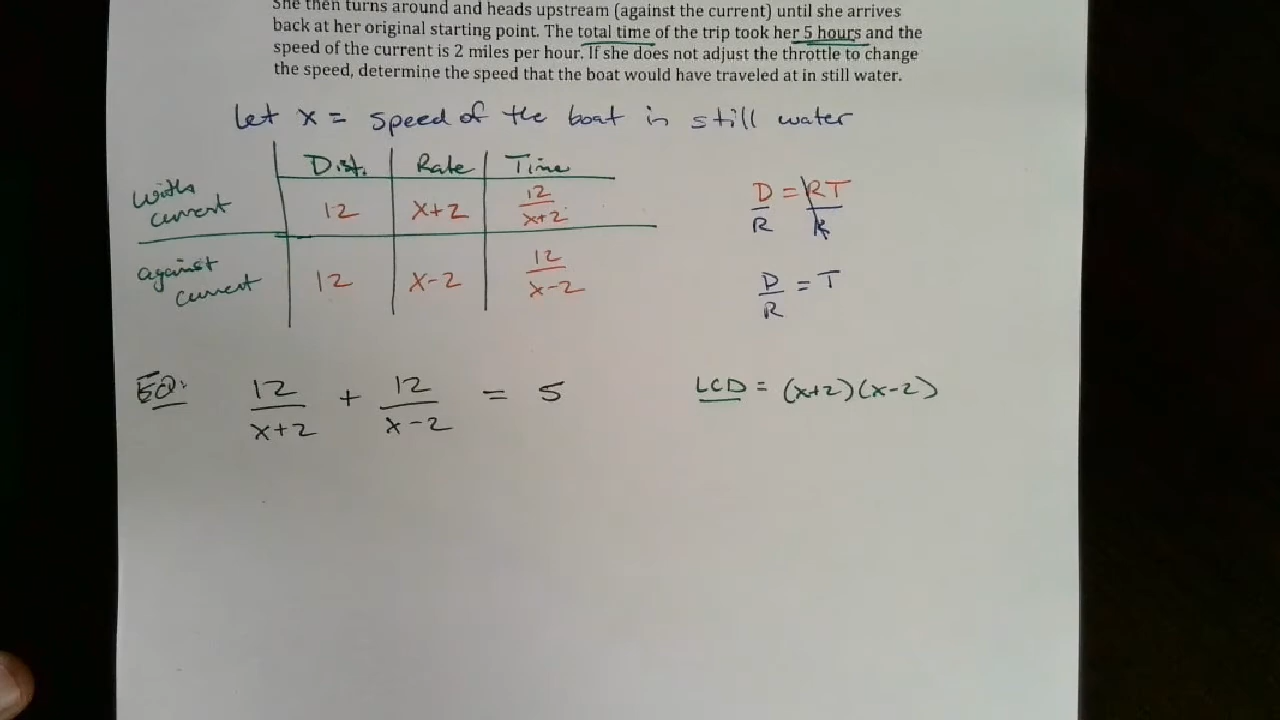 She then turns around and heads upstream (against the current) until she arrives
back at her original starting point. The total time of the trip took her 5 hours and the
speed of the current is 2 miles per hour. If she does not adjust the throttle to change
the speed, determine the speed that the boat would have traveled at in still water.
Let x = speed of the boat in still water
Dist. Rate Time
With current 12 x+2 12/(x+2)
against current 12 x-2 12/(x-2)
D/R = RT/R
D/R = T
EQ: 12/(x+2) + 12/(x-2) = 5
LCD = (x+2)(x-2)